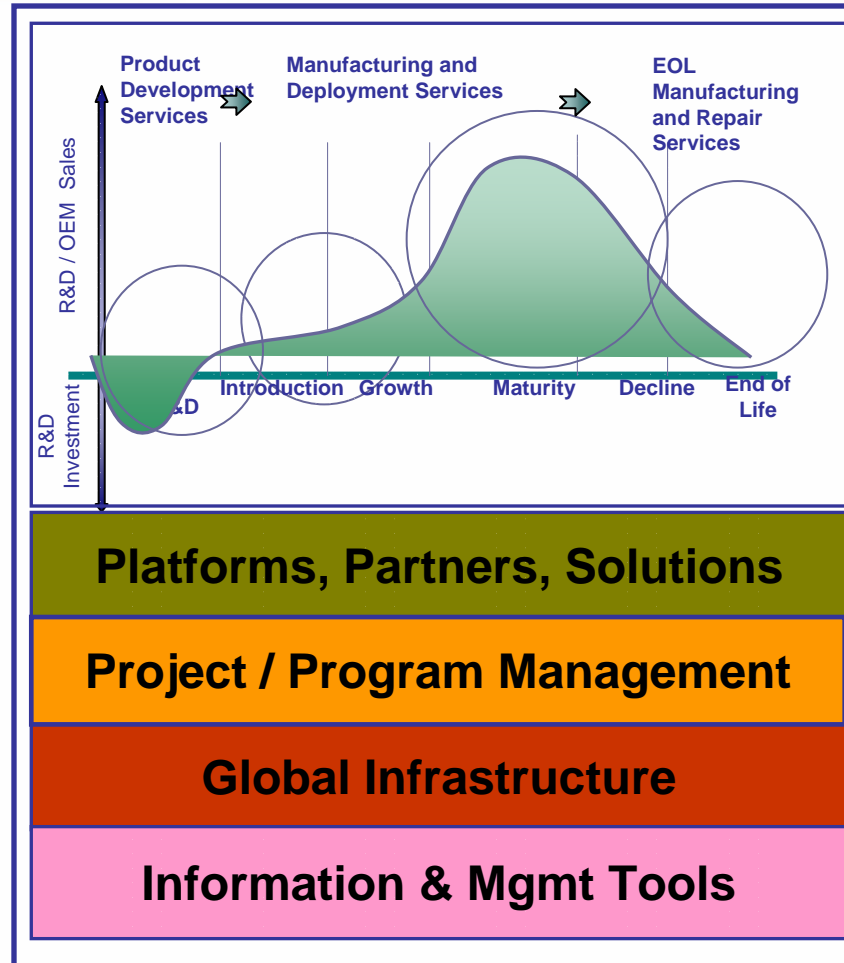 Product
Development
Services
Manufacturing and
Deployment Services
EOL
Manufacturing
and Repair
Services
R&D / OEM Sales
R&D
Investment
&D
Introduction
Growth
Maturity
Decline
End of
Life
Platforms, Partners, Solutions
Project / Program Management
Global Infrastructure
Information & Mgmt Tools